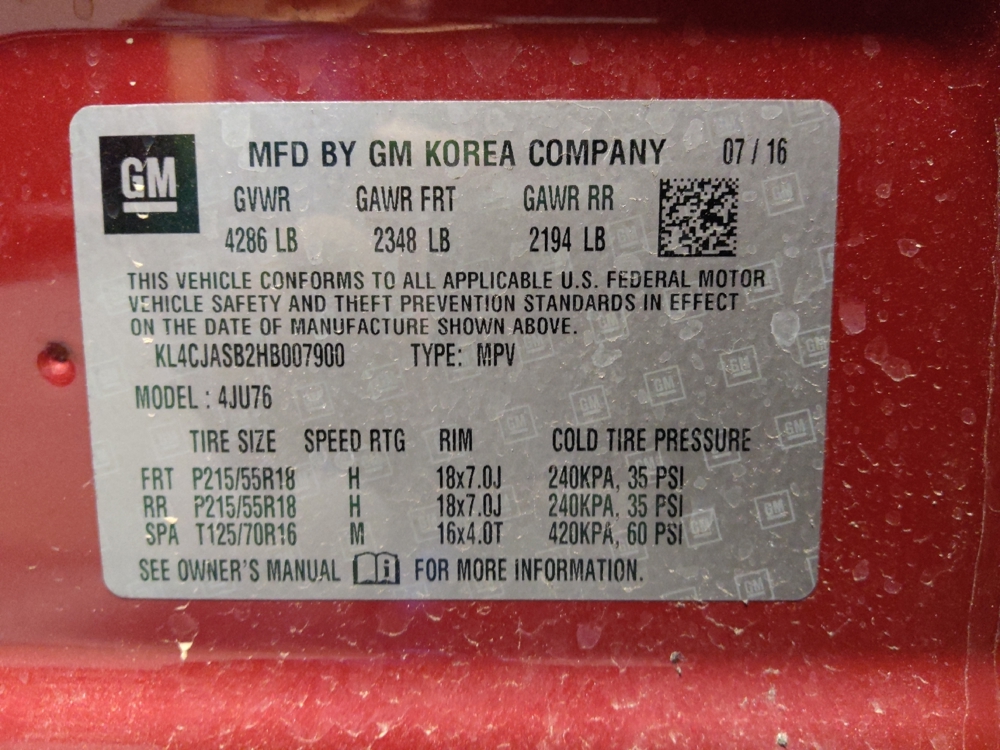 GM MFD BY GM KOREA COMPANY 07 / 16
GVWR GAWR FRT GAWR RR
4286 LB 2348 LB 2194 LB
THIS VEHICLE CONFORMS TO ALL APPLICABLE U.S. FEDERAL MOTOR
VEHICLE SAFETY AND THEFT PREVENTION STANDARDS IN EFFECT
ON THE DATE OF MANUFACTURE SHOWN ABOVE.
KL4CJASB2HB007900 TYPE: MPV
MODEL : 4JU76
TIRE SIZE SPEED RTG RIM COLD TIRE PRESSURE
FRT P215/55R18 H 18x7.0J 240KPA, 35 PSI
RR P215/55R18 H 18x7.0J 240KPA, 35 PSI
SPA T125/70R16 M 16x4.0T 420KPA, 60 PSI
SEE OWNER'S MANUAL i FOR MORE INFORMATION.